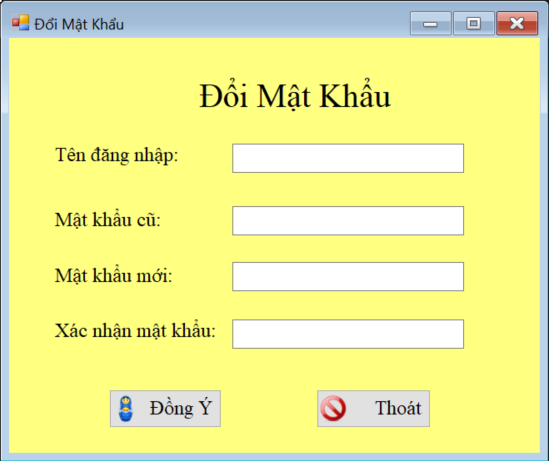 Đổi Mật Khẩu
Đổi Mật Khẩu
Tên đăng nhập:
Mật khẩu cũ:
Mật khẩu mới:
Xác nhận mật khẩu:
Đồng Ý Thoát